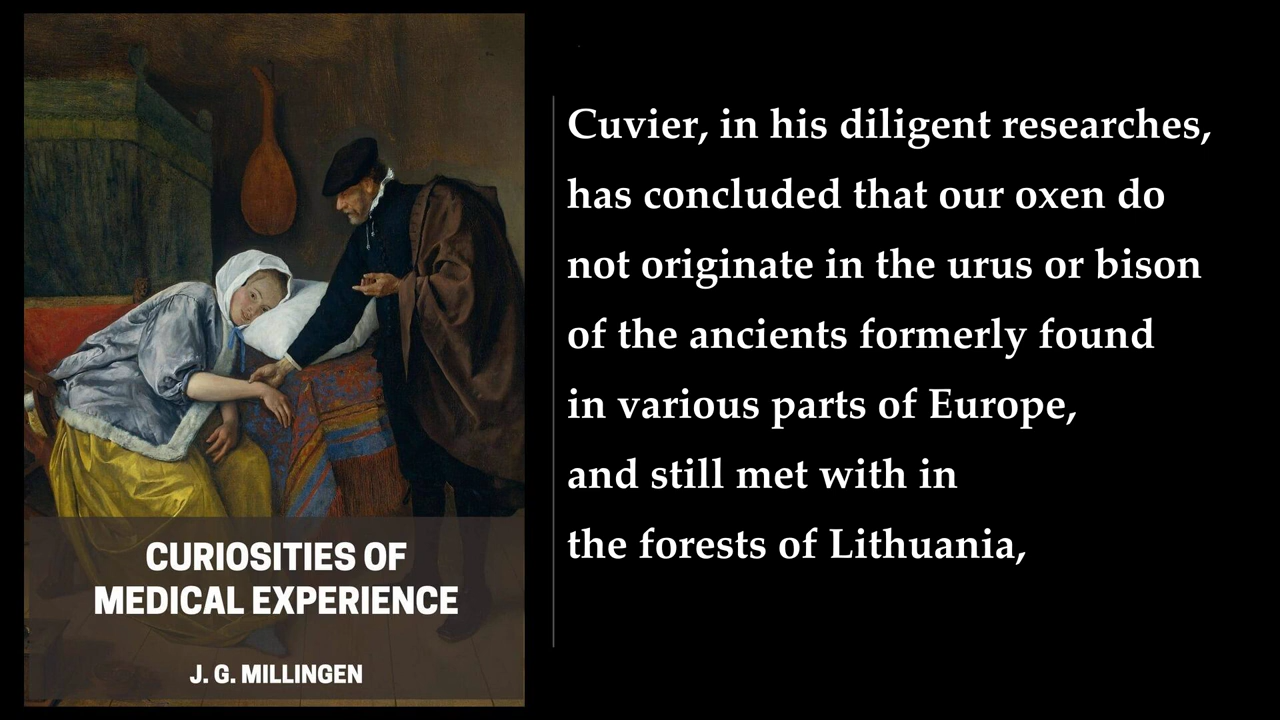 CURIOSITIES OF
MEDICAL EXPERIENCE
J. G. MILLINGEN
Cuvier, in his diligent researches,
has concluded that our oxen do
not originate in the urus or bison
of the ancients formerly found
in various parts of Europe,
and still met with in
the forests of Lithuania,